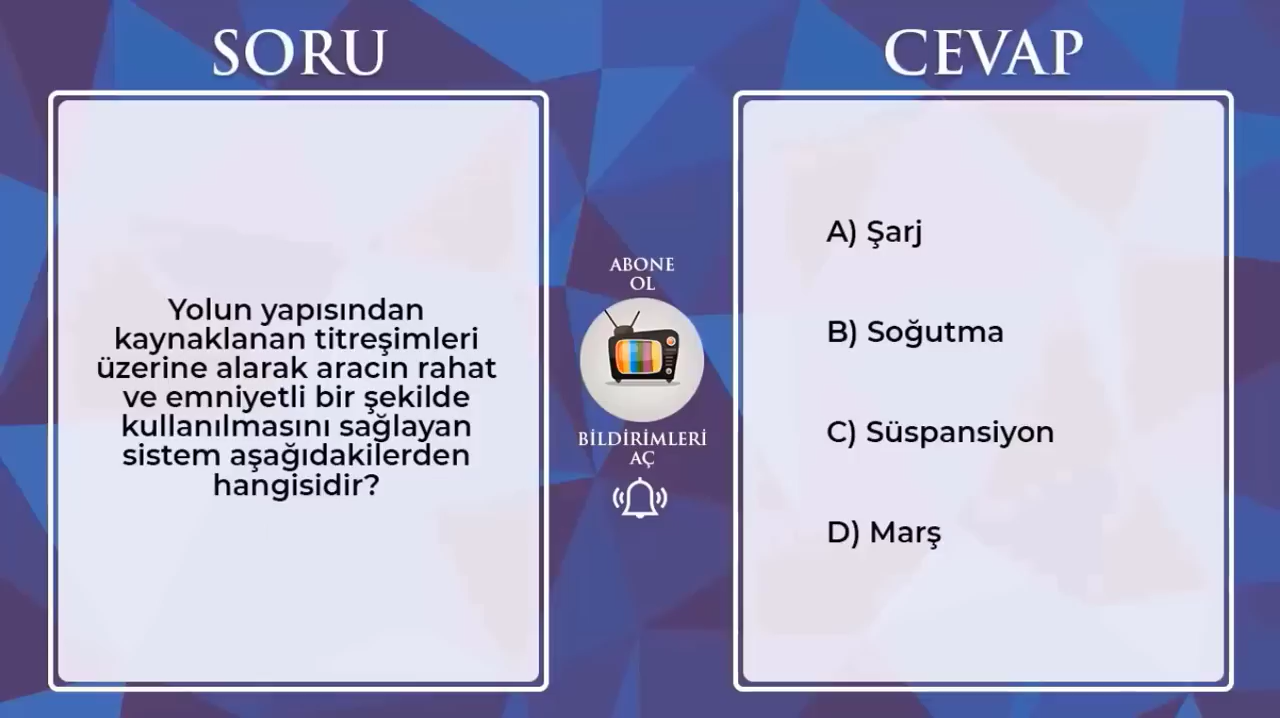 SORU
Yolun yapısından
kaynaklanan titreşimleri
üzerine alarak aracın rahat
ve emniyetli bir şekilde
kullanılmasını sağlayan
sistem aşağıdakilerden
hangisidir?
ABONE
OL
BİLDİRİMLERİ
AÇ
CEVAP
A) Şarj
B) Soğutma
C) Süspansiyon
D) Marş